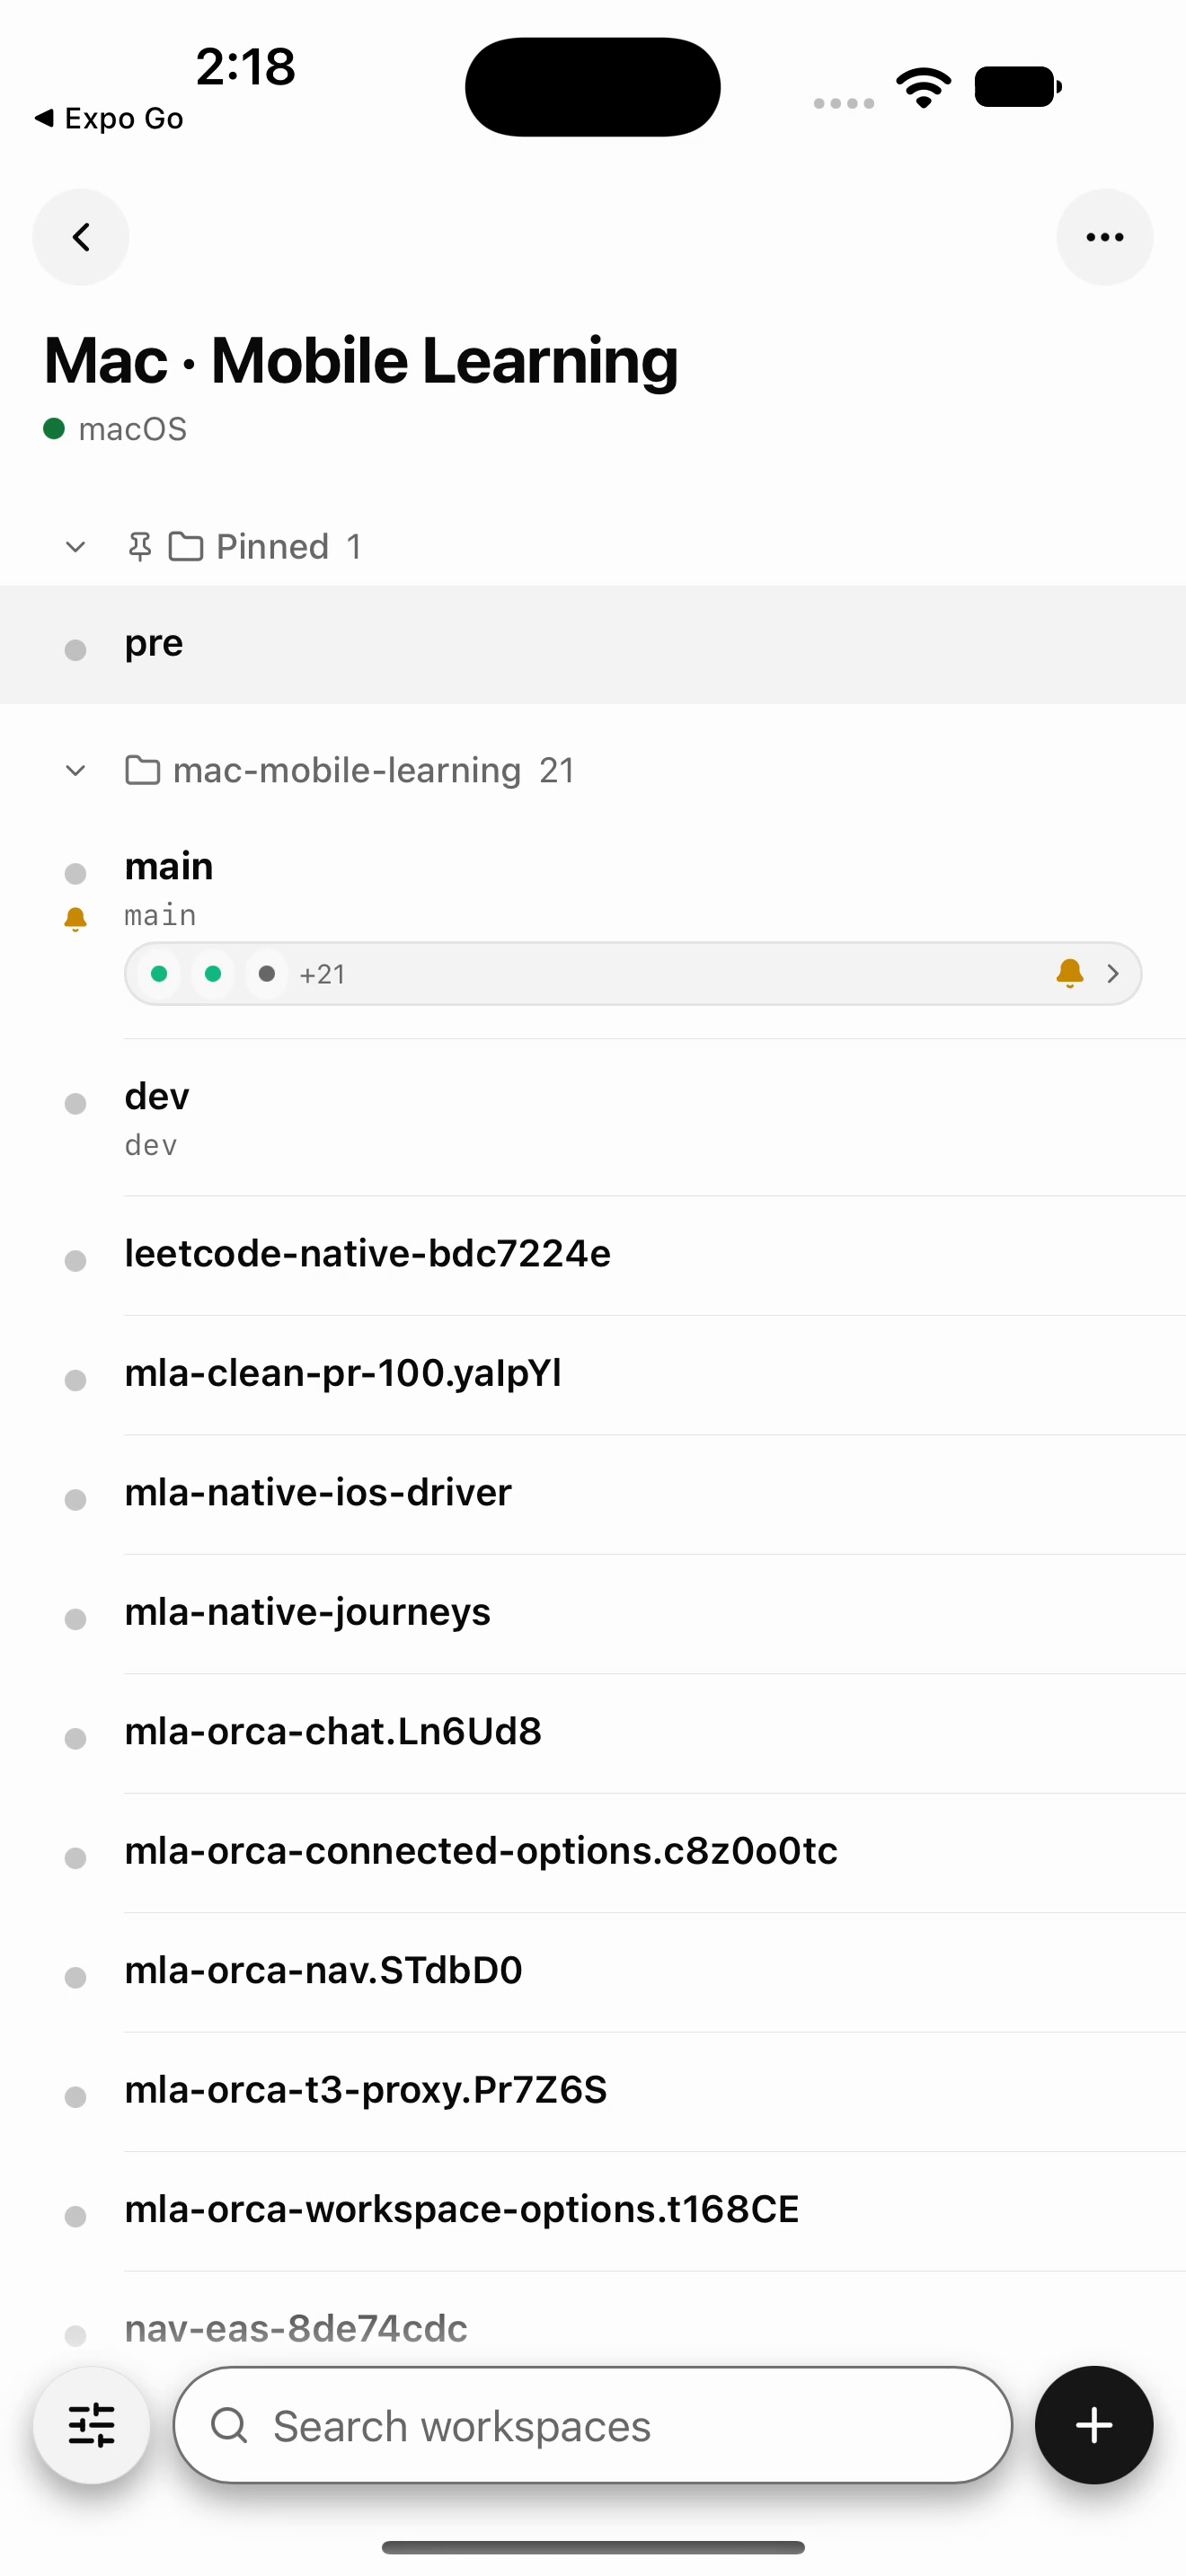 2:18
◀ Expo Go
Mac · Mobile Learning
macOS
Pinned 1
pre
mac-mobile-learning 21
main
main
+21
dev
dev
leetcode-native-bdc7224e
mla-clean-pr-100.yalpYl
mla-native-ios-driver
mla-native-journeys
mla-orca-chat.Ln6Ud8
mla-orca-connected-options.c8z0o0tc
mla-orca-nav.STdbD0
mla-orca-t3-proxy.Pr7Z6S
mla-orca-workspace-options.t168CE
nav-eas-8de74cdc
Search workspaces